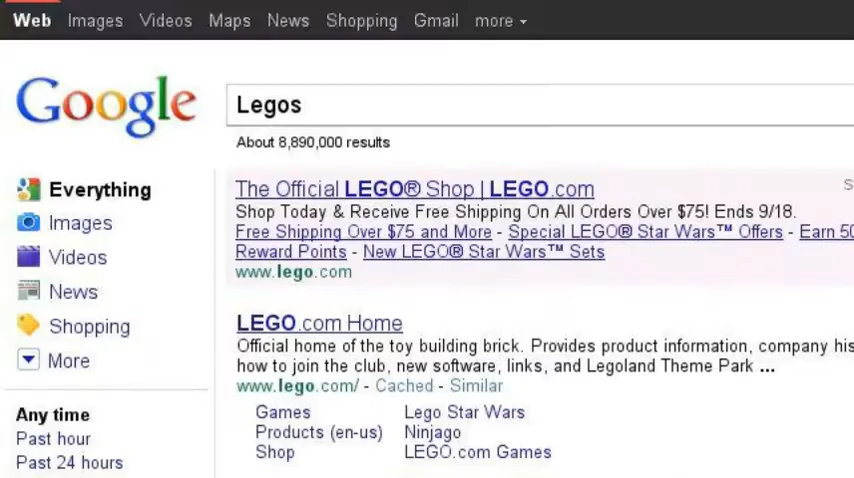 Web Images Videos Maps News Shopping Gmail more
Google
Legos
About 8,890,000 results
Everything
Images
Videos
News
Shopping
More
Any time
Past hour
Past 24 hours
The Official LEGO® Shop | LEGO.com
Shop Today & Receive Free Shipping On All Orders Over $75! Ends 9/18.
Free Shipping Over $75 and More - Special LEGO® Star Wars™ Offers - Earn 50
Reward Points - New LEGO® Star Wars™ Sets
www.lego.com
LEGO.com Home
Official home of the toy building brick. Provides product information, company his
how to join the club, new software, links, and Legoland Theme Park ...
www.lego.com/ - Cached - Similar
Games Lego Star Wars
Products (en-us) Ninjago
Shop LEGO.com Games